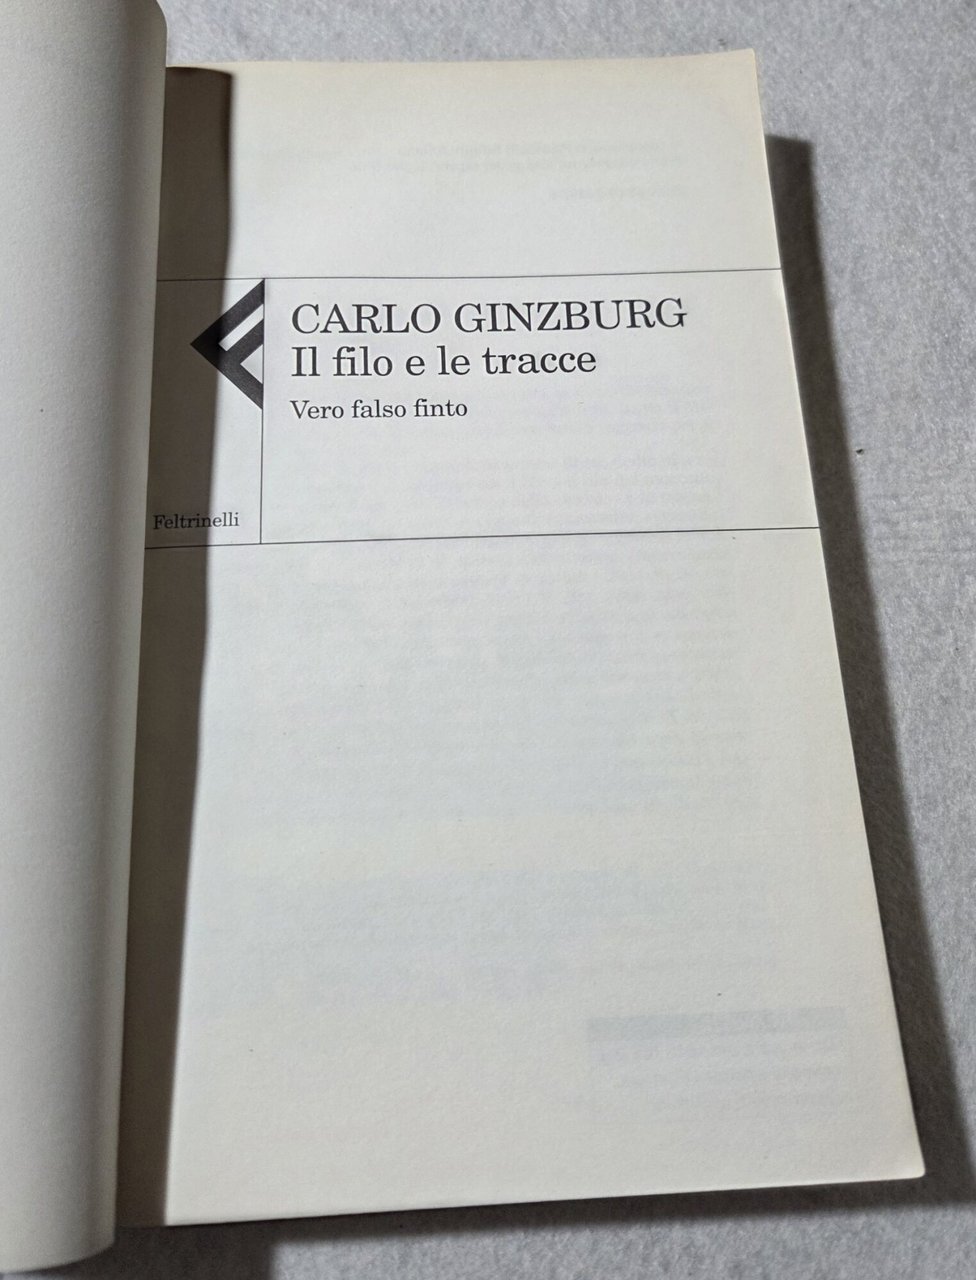 CARLO GINZBURG
Il filo e le tracce
Vero falso finto
Feltrinelli